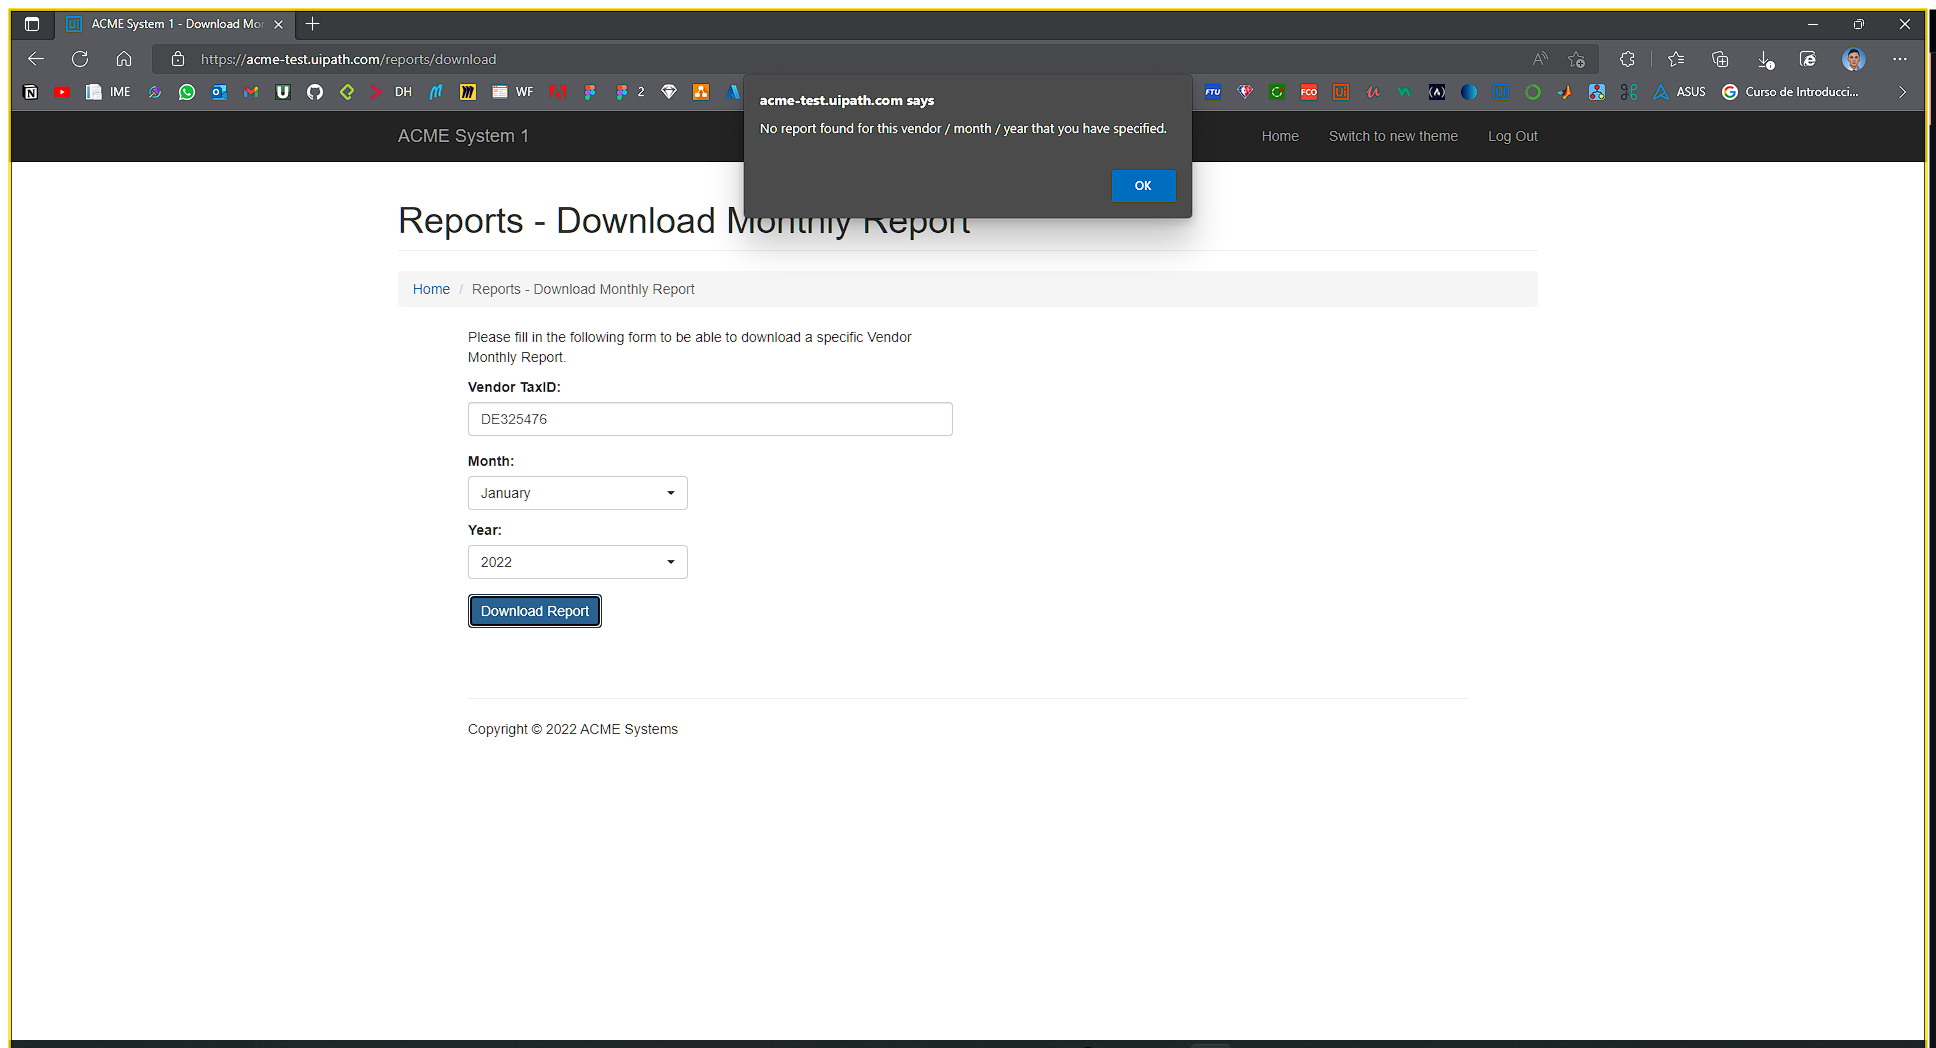 ACME System 1 - Download Mor
https://acme-test.uipath.com/reports/download
IME
DH
WF
2
FTU
FCO
ASUS
Curso de Introducci...
acme-test.uipath.com says
No report found for this vendor / month / year that you have specified.
OK
ACME System 1
Home
Switch to new theme
Log Out
Reports - Download Monthly Report
Home / Reports - Download Monthly Report
Please fill in the following form to be able to download a specific Vendor
Monthly Report.
Vendor TaxID:
DE325476
Month:
January
Year:
2022
Download Report
Copyright © 2022 ACME Systems